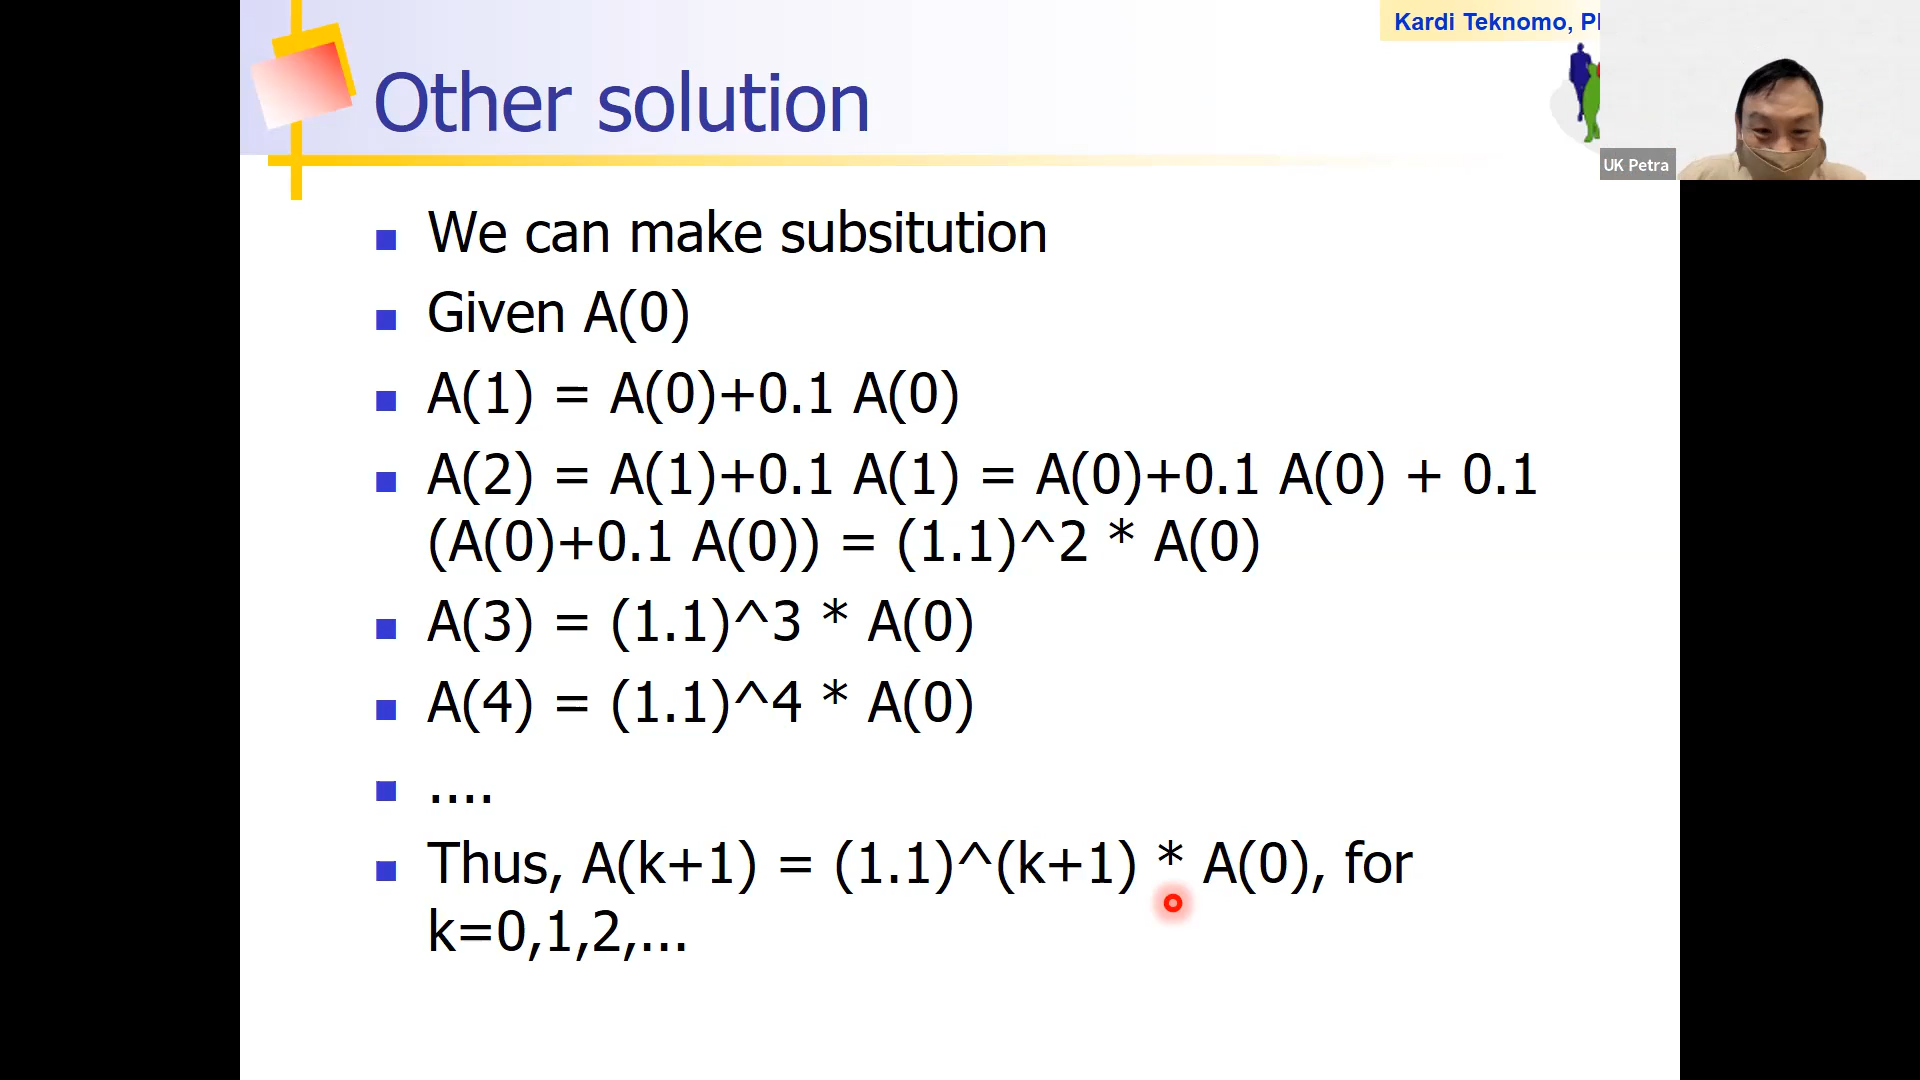 Kardi Teknomo,
UK Petra
Other solution
We can make subsitution
Given A(0)
A(1) = A(0)+0.1 A(0)
A(2) = A(1)+0.1 A(1) = A(0)+0.1 A(0) + 0.1
(A(0)+0.1 A(0)) = (1.1)^2 * A(0)
A(3) = (1.1)^3 * A(0)
A(4) = (1.1)^4 * A(0)
....
Thus, A(k+1) = (1.1)^(k+1) * A(0), for
k=0,1,2,...